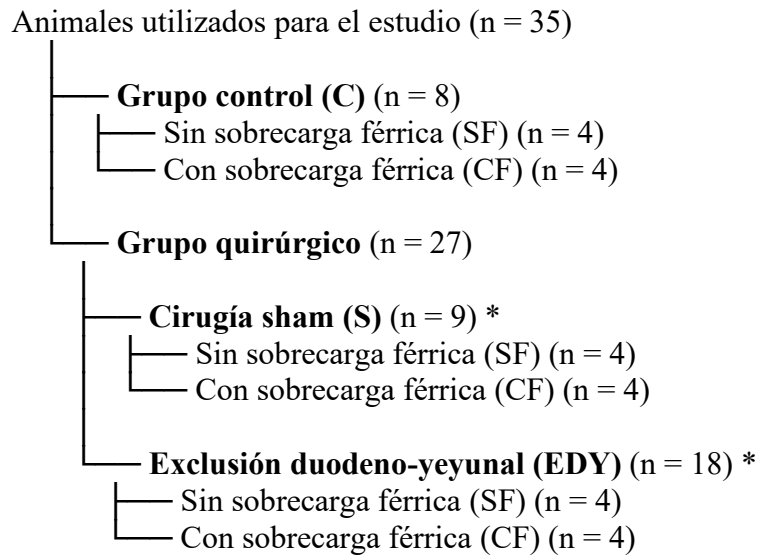 Animales utilizados para el estudio (n = 35)
Grupo control (C) (n = 8)
Sin sobrecarga férrica (SF) (n = 4)
Con sobrecarga férrica (CF) (n = 4)
Grupo quirúrgico (n = 27)
Cirugía sham (S) (n = 9) *
Sin sobrecarga férrica (SF) (n = 4)
Con sobrecarga férrica (CF) (n = 4)
Exclusión duodeno-yeyunal (EDY) (n = 18) *
Sin sobrecarga férrica (SF) (n = 4)
Con sobrecarga férrica (CF) (n = 4)